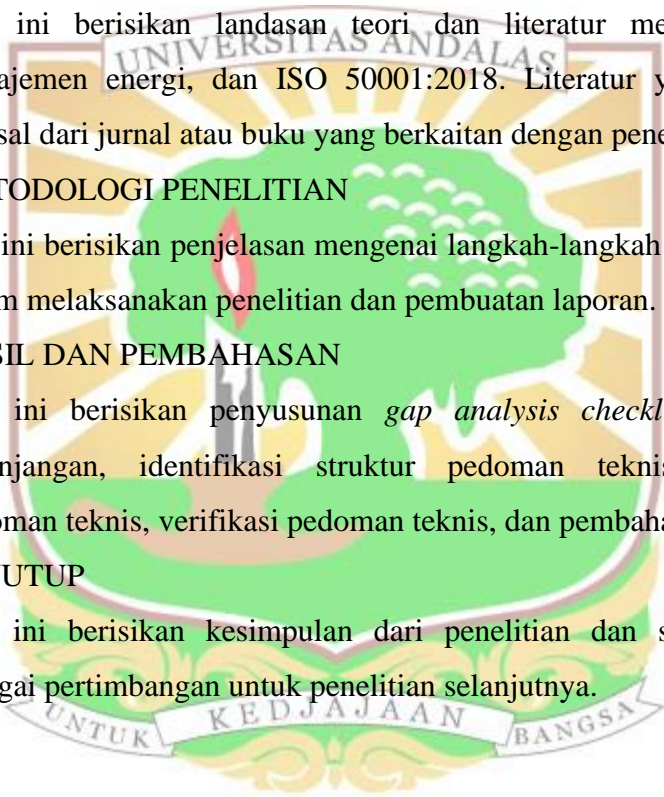 ini berisikan landasan teori dan literatur me
UNIVERSITAS ANDALAS
ajemen energi, dan ISO 50001:2018. Literatur y
sal dari jurnal atau buku yang berkaitan dengan pene
TODOLOGI PENELITIAN
ini berisikan penjelasan mengenai langkah-langkah
m melaksanakan penelitian dan pembuatan laporan.
SIL DAN PEMBAHASAN
ini berisikan penyusunan gap analysis checkl
njangan, identifikasi struktur pedoman teknis
oman teknis, verifikasi pedoman teknis, dan pembaha
UTUP
ini berisikan kesimpulan dari penelitian dan s
gai pertimbangan untuk penelitian selanjutnya.
UNTUK KEDJAJAAN BANGSA